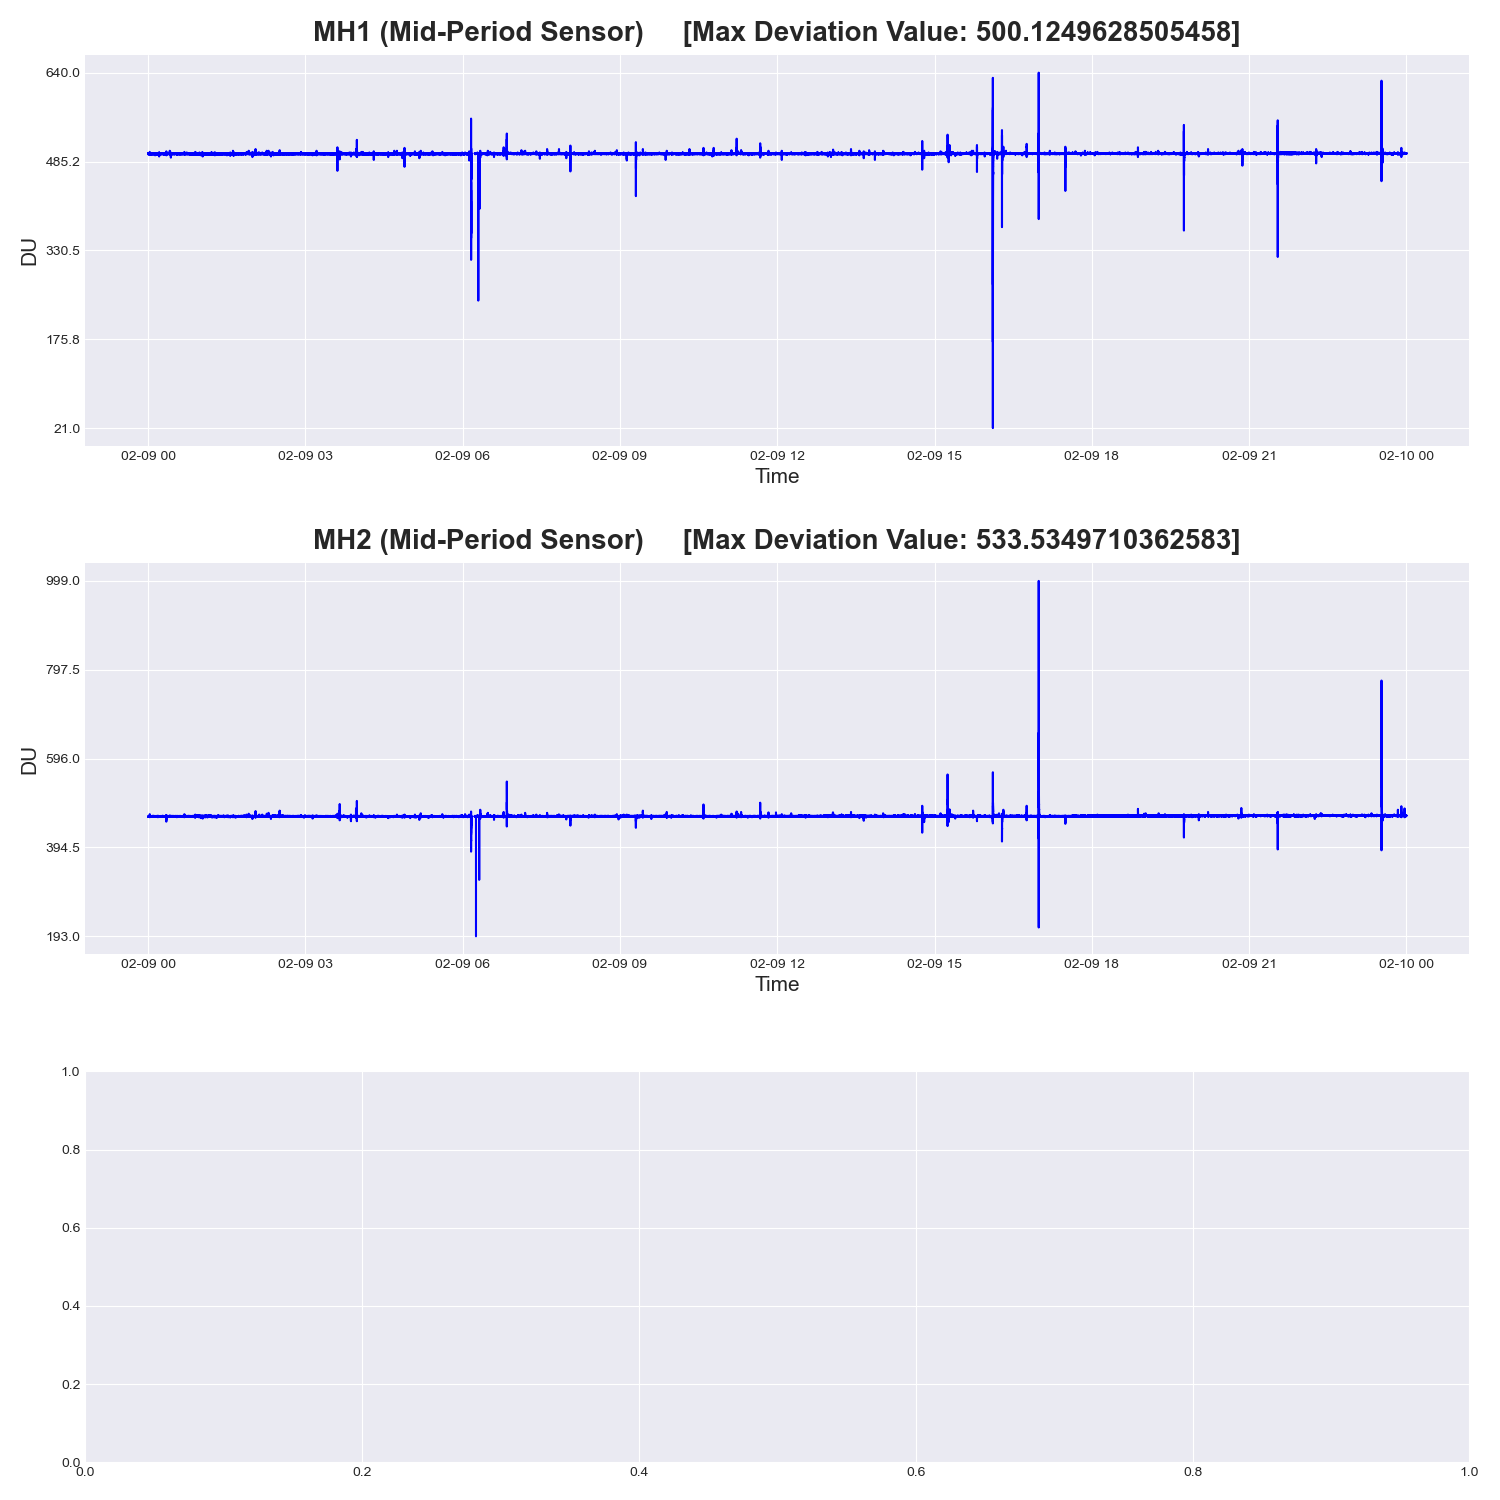 MH1 (Mid-Period Sensor) [Max Deviation Value: 500.1249628505458]
640.0
485.2
330.5
175.8
21.0
DU
02-09 00 02-09 03 02-09 06 02-09 09 02-09 12 02-09 15 02-09 18 02-09 21 02-10 00
Time
MH2 (Mid-Period Sensor) [Max Deviation Value: 533.5349710362583]
999.0
797.5
596.0
394.5
193.0
DU
02-09 00 02-09 03 02-09 06 02-09 09 02-09 12 02-09 15 02-09 18 02-09 21 02-10 00
Time
1.0
0.8
0.6
0.4
0.2
0.0
0.0 0.2 0.4 0.6 0.8 1.0